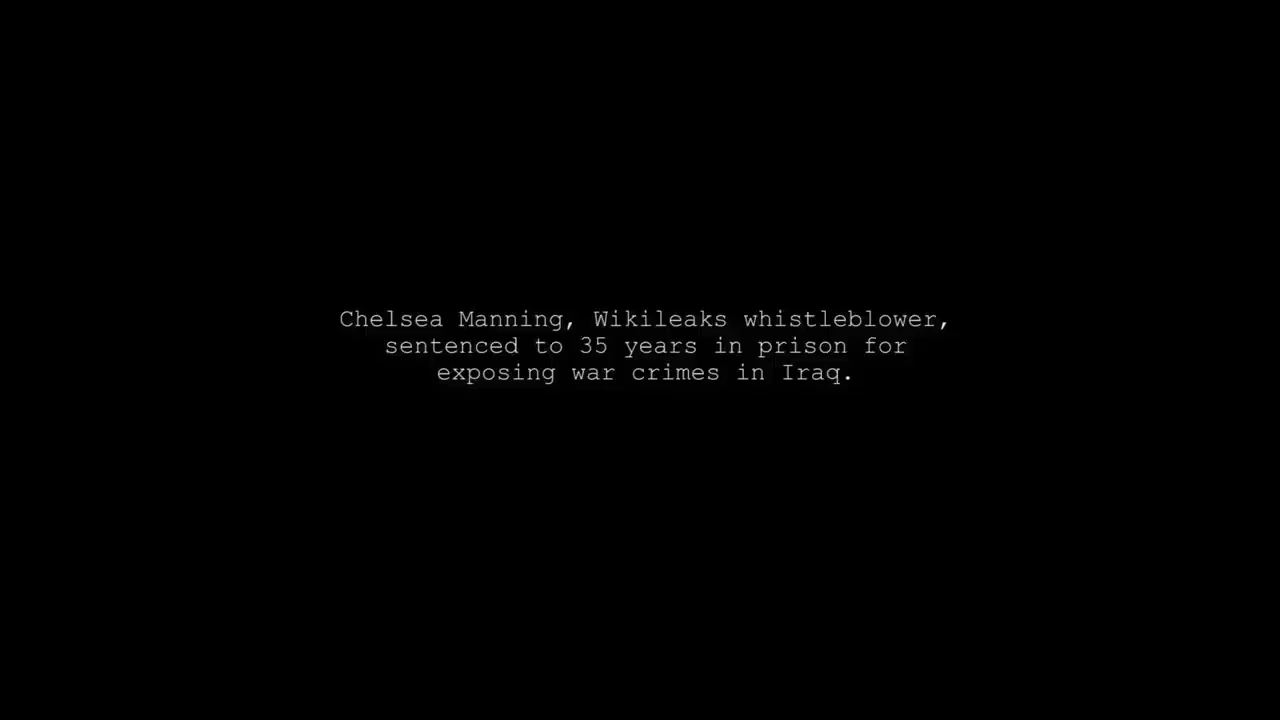 Chelsea Manning, Wikileaks whistleblower,
sentenced to 35 years in prison for
exposing war crimes in Iraq.